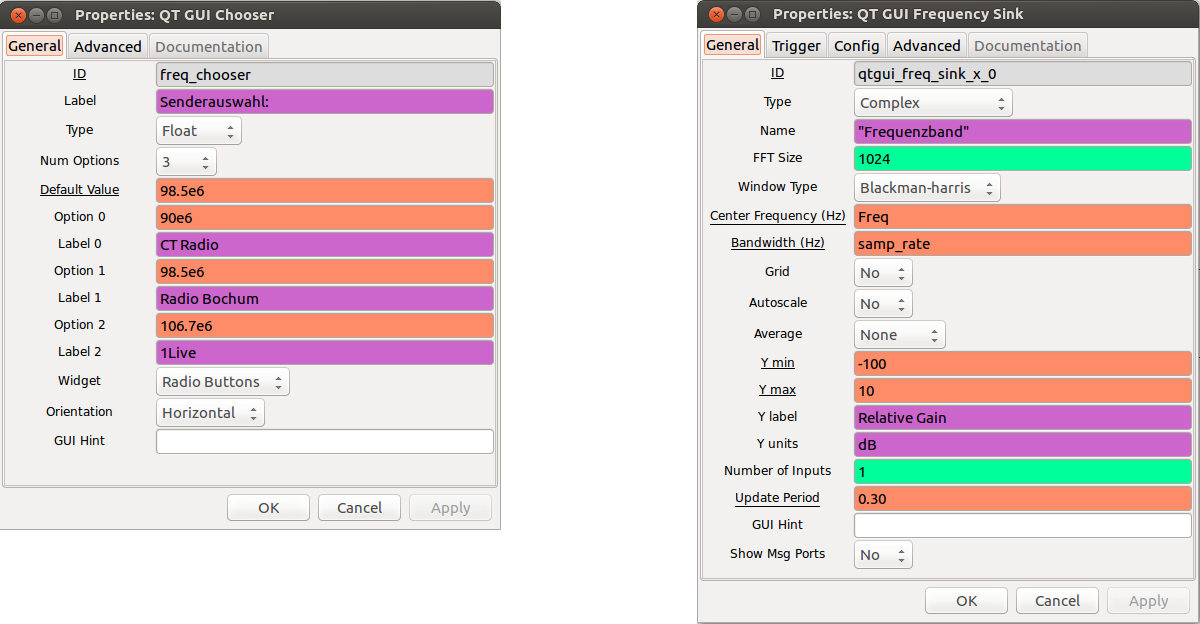 Properties: QT GUI Chooser
General Advanced Documentation
ID freq_chooser
Label Senderauswahl:
Type Float
Num Options 3
Default Value 98.5e6
Option 0 90e6
Label 0 CT Radio
Option 1 98.5e6
Label 1 Radio Bochum
Option 2 106.7e6
Label 2 1Live
Widget Radio Buttons
Orientation Horizontal
GUI Hint
OK Cancel Apply
Properties: QT GUI Frequency Sink
General Trigger Config Advanced Documentation
ID qtgui_freq_sink_x_0
Type Complex
Name "Frequenzband"
FFT Size 1024
Window Type Blackman-harris
Center Frequency (Hz) Freq
Bandwidth (Hz) samp_rate
Grid No
Autoscale No
Average None
Y min -100
Y max 10
Y label Relative Gain
Y units dB
Number of Inputs 1
Update Period 0.30
GUI Hint
Show Msg Ports No
OK Cancel Apply